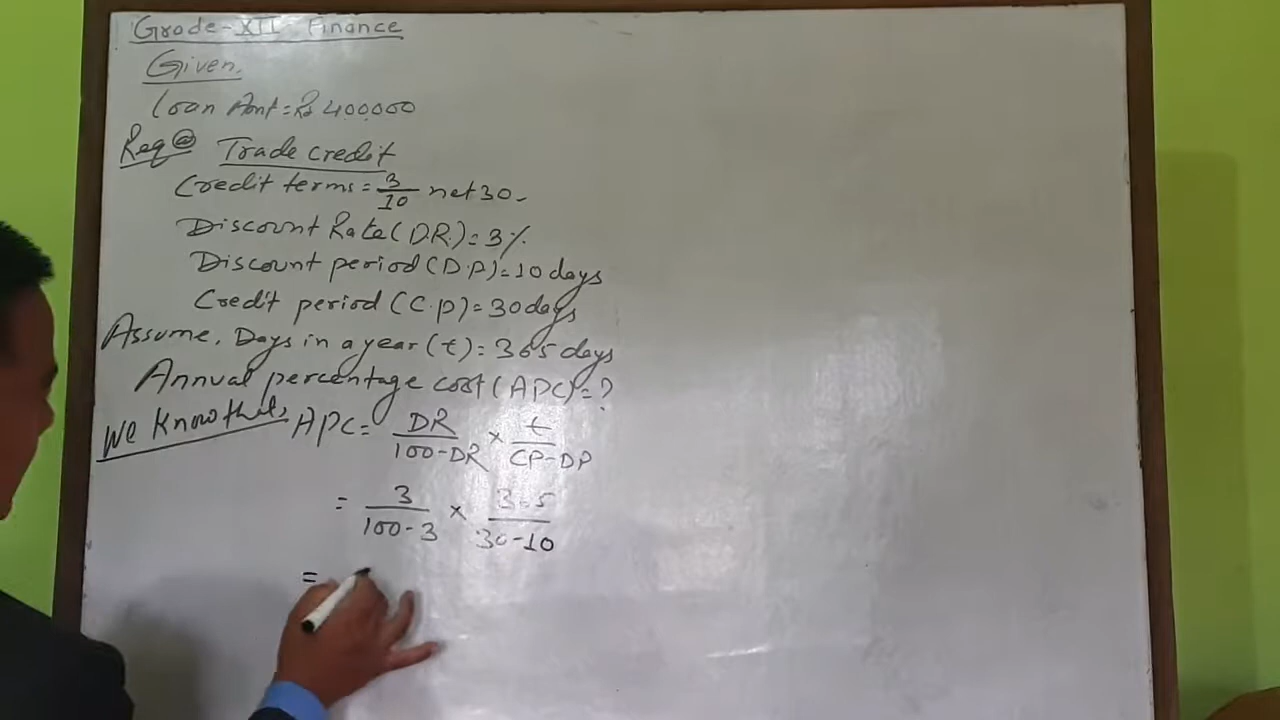 Grade-XII Finance
Given,
Loan Amt = Rs 400,000
Req @ Trade credit
Credit terms = 3/10 net 30.
Discount Rate (D.R.) = 3%
Discount period (D.P) = 10 days
Credit period (C.P) = 30 days
Assume, Days in a year (t) = 365 days
Annual percentage cost (APC) = ?
We Know that, APC = DR/100-DR × t/CP-DP
= 3/100-3 × 365/30-10
=